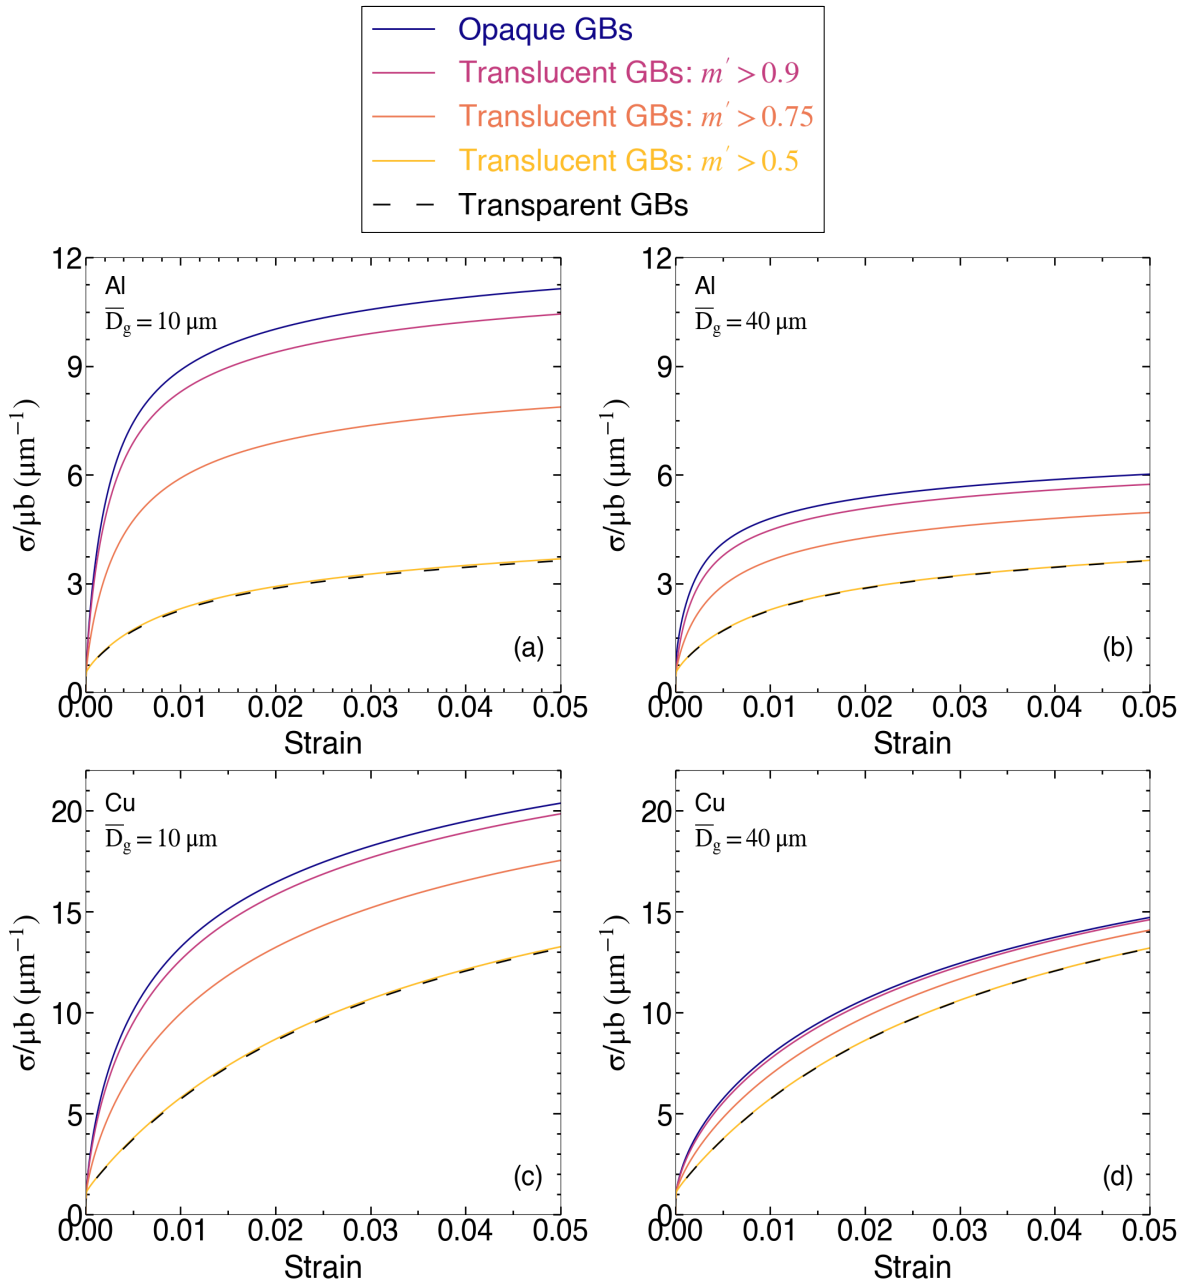 Opaque GBs
Translucent GBs: m′ > 0.9
Translucent GBs: m′ > 0.75
Translucent GBs: m′ > 0.5
Transparent GBs
12
9
6
3
0
σ/μb (μm⁻¹)
Al
D̅g = 10 μm
(a)
0.00 0.01 0.02 0.03 0.04 0.05
Strain
12
9
6
3
0
σ/μb (μm⁻¹)
Al
D̅g = 40 μm
(b)
0.00 0.01 0.02 0.03 0.04 0.05
Strain
20
15
10
5
0
σ/μb (μm⁻¹)
Cu
D̅g = 10 μm
(c)
0.00 0.01 0.02 0.03 0.04 0.05
Strain
20
15
10
5
0
σ/μb (μm⁻¹)
Cu
D̅g = 40 μm
(d)
0.00 0.01 0.02 0.03 0.04 0.05
Strain